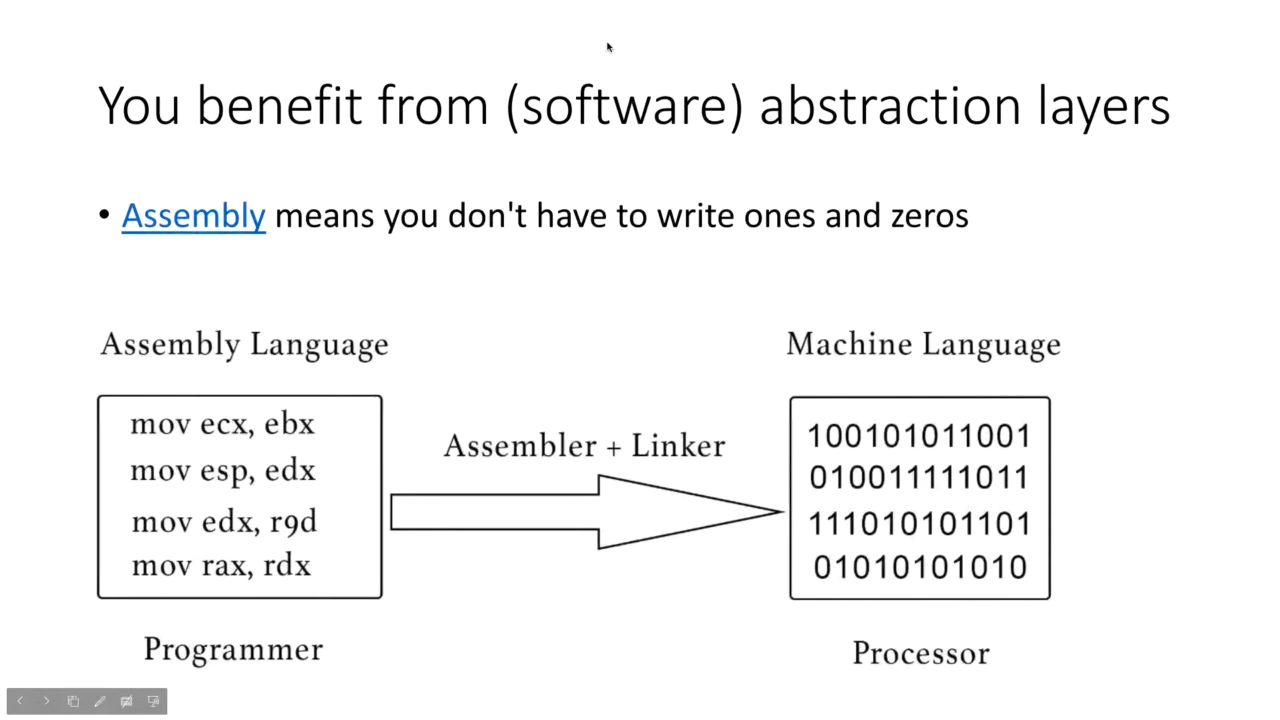 You benefit from (software) abstraction layers
• Assembly means you don't have to write ones and zeros
Assembly Language
mov ecx, ebx
mov esp, edx
mov edx, r9d
mov rax, rdx
Programmer
Assembler + Linker
Machine Language
100101011001
010011111011
111010101101
01010101010
Processor